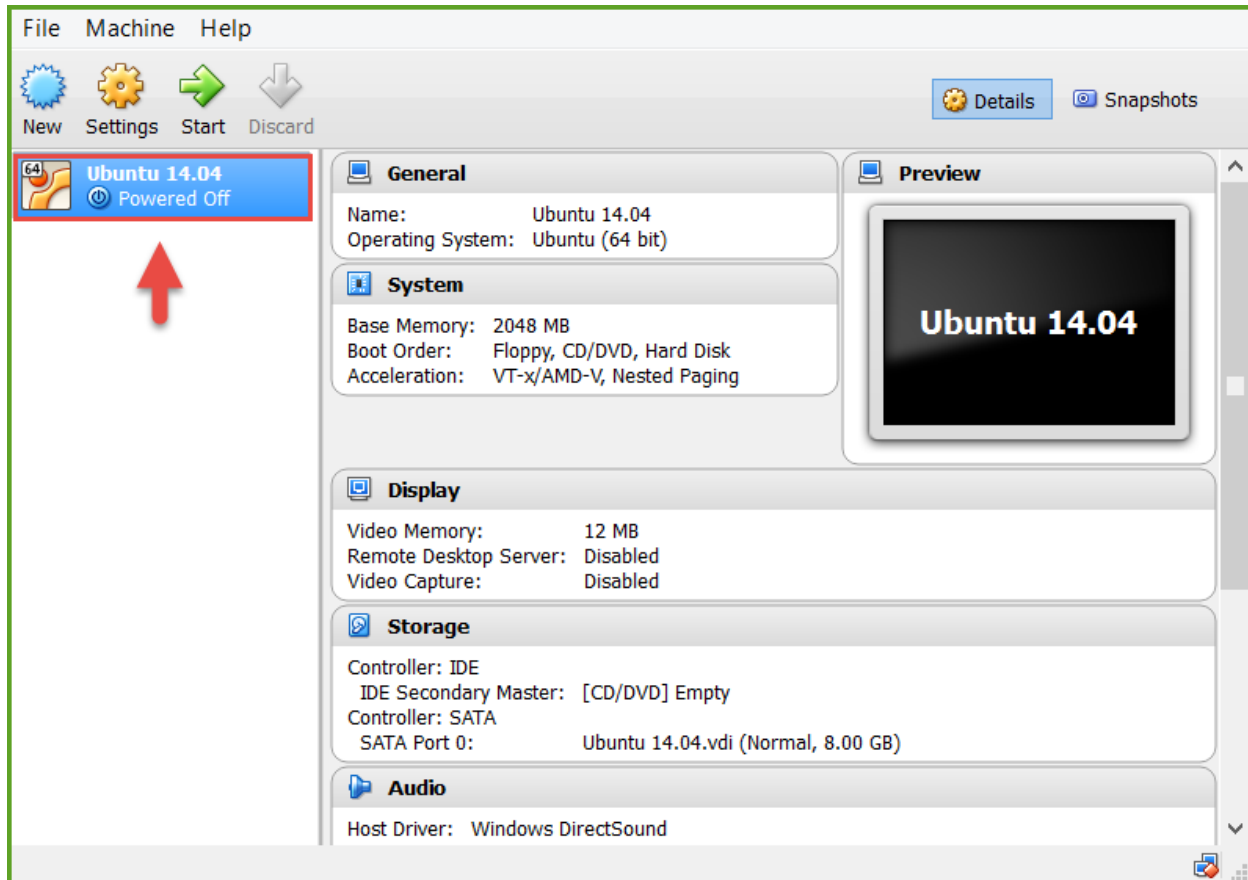 File Machine Help
New Settings Start Discard
Details Snapshots
64
Ubuntu 14.04
Powered Off
General
Name: Ubuntu 14.04
Operating System: Ubuntu (64 bit)
System
Base Memory: 2048 MB
Boot Order: Floppy, CD/DVD, Hard Disk
Acceleration: VT-x/AMD-V, Nested Paging
Preview
Ubuntu 14.04
Display
Video Memory: 12 MB
Remote Desktop Server: Disabled
Video Capture: Disabled
Storage
Controller: IDE
IDE Secondary Master: [CD/DVD] Empty
Controller: SATA
SATA Port 0: Ubuntu 14.04.vdi (Normal, 8.00 GB)
Audio
Host Driver: Windows DirectSound